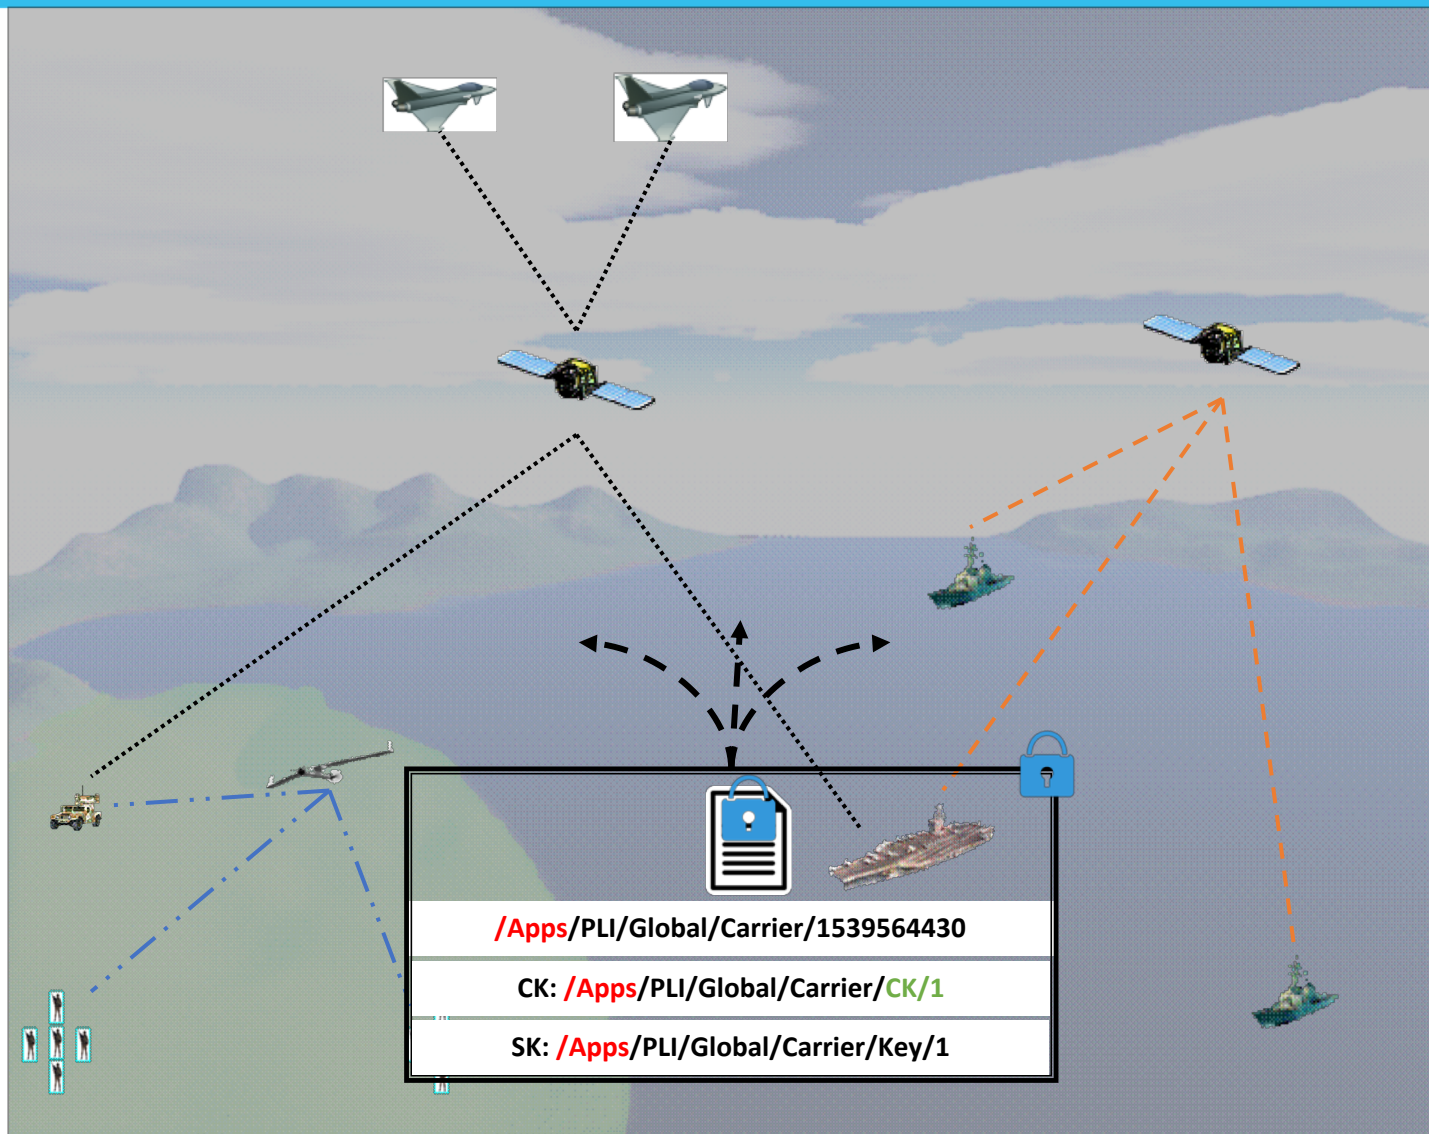 /Apps/PLI/Global/Carrier/1539564430
CK: /Apps/PLI/Global/Carrier/CK/1
SK: /Apps/PLI/Global/Carrier/Key/1